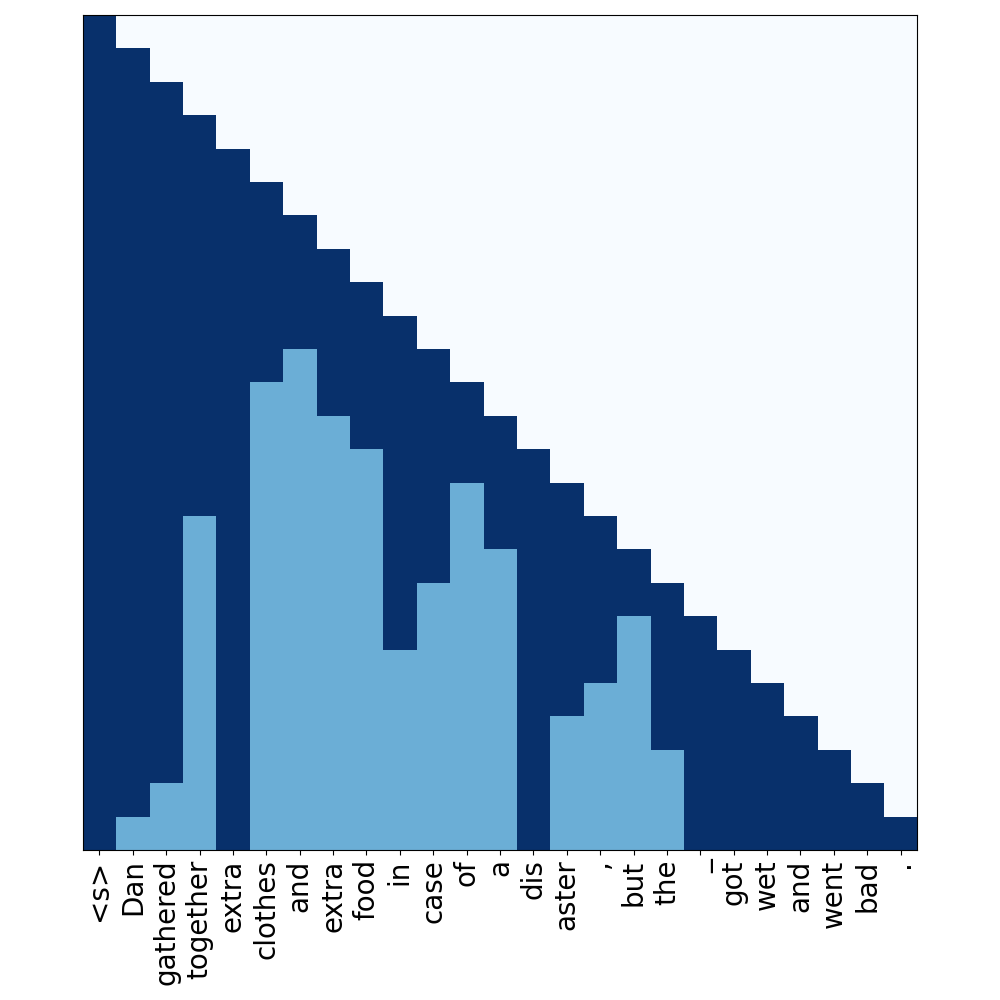 <s> Dan gathered together extra clothes and extra food in case of a dis aster , but the _ got wet and went bad .